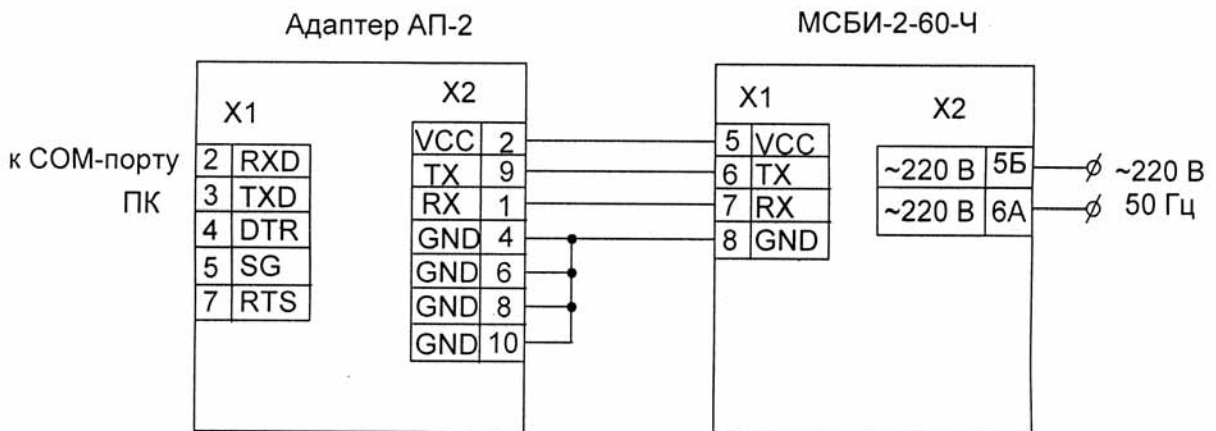 Адаптер АП-2
МСБИ-2-60-Ч
X1
X2
к COM-порту
ПК
2 RXD
3 TXD
4 DTR
5 SG
7 RTS
VCC 2
TX 9
RX 1
GND 4
GND 6
GND 8
GND 10
X1
X2
5 VCC
6 TX
7 RX
8 GND
~220 В 5Б
~220 В 6А
~220 В
50 Гц